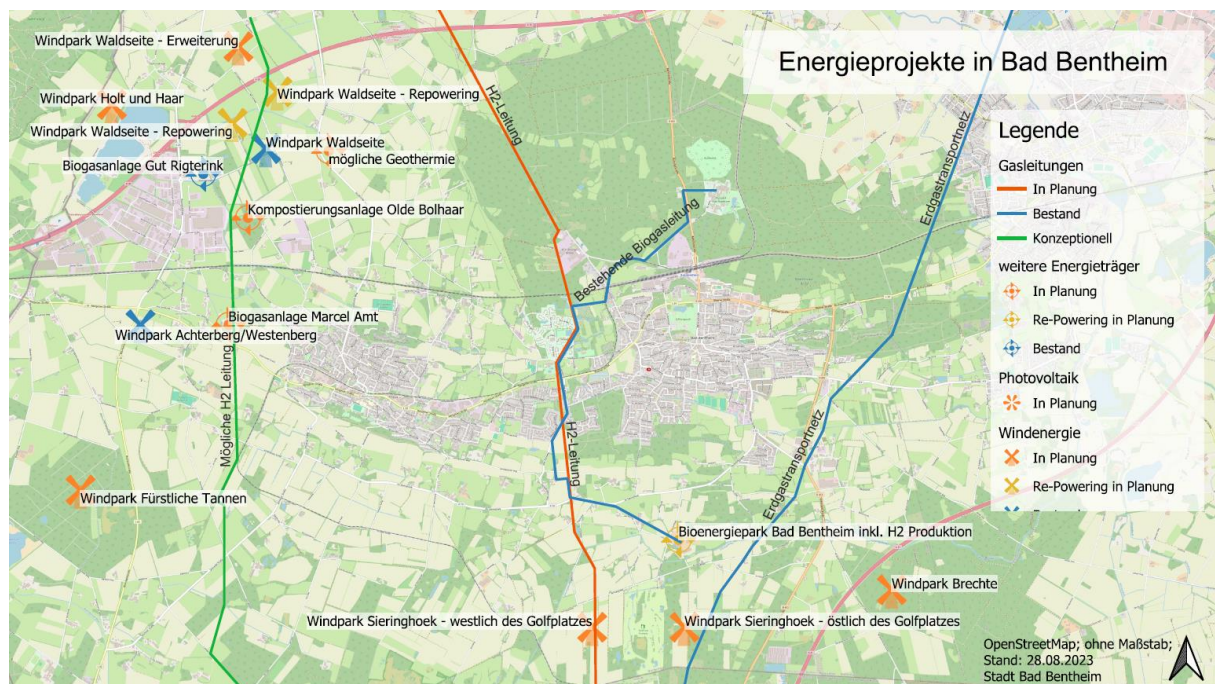 Energieprojekte in Bad Bentheim
Windpark Waldseite - Erweiterung
Windpark Waldseite - Repowering
Windpark Holt und Haar
Windpark Waldseite - Repowering
Windpark Waldseite
mögliche Geothermie
Biogasanlage Gut Rigterink
Kompostierungsanlage Olde Bolhaar
Biogasanlage Marcel Amt
Windpark Achterberg/Westenberg
Mögliche H2 Leitung
Windpark Fürstliche Tannen
H2-Leitung
Bestehende Biogasleitung
H2-Leitung
Erdgastransportnetz
Erdgastransportnetz
Bioenergiepark Bad Bentheim inkl. H2 Produktion
Windpark Brechte
Windpark Sieringhoek - westlich des Golfplatzes
Windpark Sieringhoek - östlich des Golfplatzes
Legende
Gasleitungen
In Planung
Bestand
Konzeptionell
weitere Energieträger
In Planung
Re-Powering in Planung
Bestand
Photovoltaik
In Planung
Windenergie
In Planung
Re-Powering in Planung
OpenStreetMap; ohne Maßstab;
Stand: 28.08.2023
Stadt Bad Bentheim